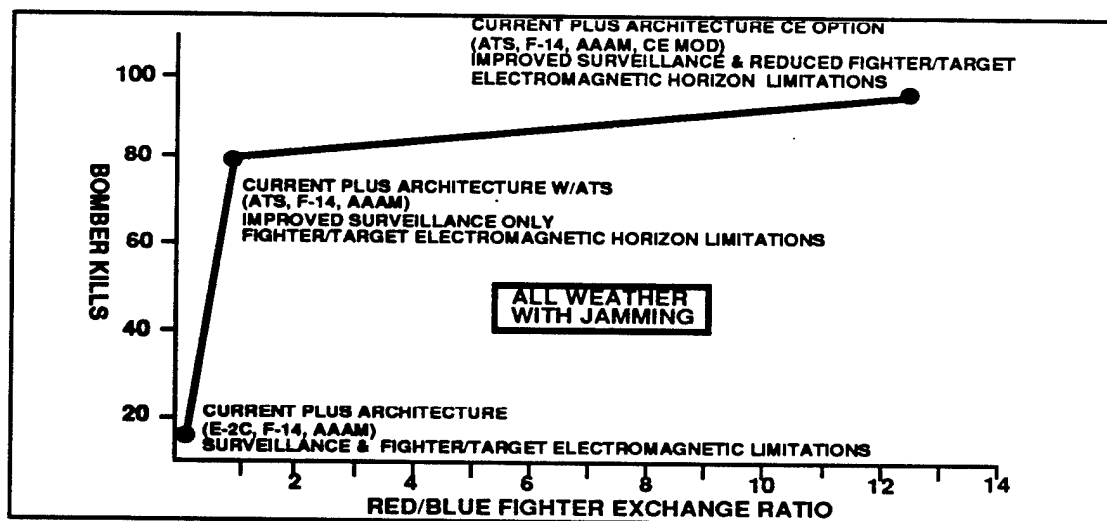 CURRENT PLUS ARCHITECTURE CE OPTION
(ATS, F-14, AAAM, CE MOD)
IMPROVED SURVEILLANCE & REDUCED FIGHTER/TARGET
ELECTROMAGNETIC HORIZON LIMITATIONS
100
80
60
40
20
BOMBER KILLS
CURRENT PLUS ARCHITECTURE W/ATS
(ATS, F-14, AAAM)
IMPROVED SURVEILLANCE ONLY
FIGHTER/TARGET ELECTROMAGNETIC HORIZON LIMITATIONS
ALL WEATHER
WITH JAMMING
CURRENT PLUS ARCHITECTURE
(E-2C, F-14, AAAM)
SURVEILLANCE & FIGHTER/TARGET ELECTROMAGNETIC LIMITATIONS
2 4 6 8 10 12 14
RED/BLUE FIGHTER EXCHANGE RATIO